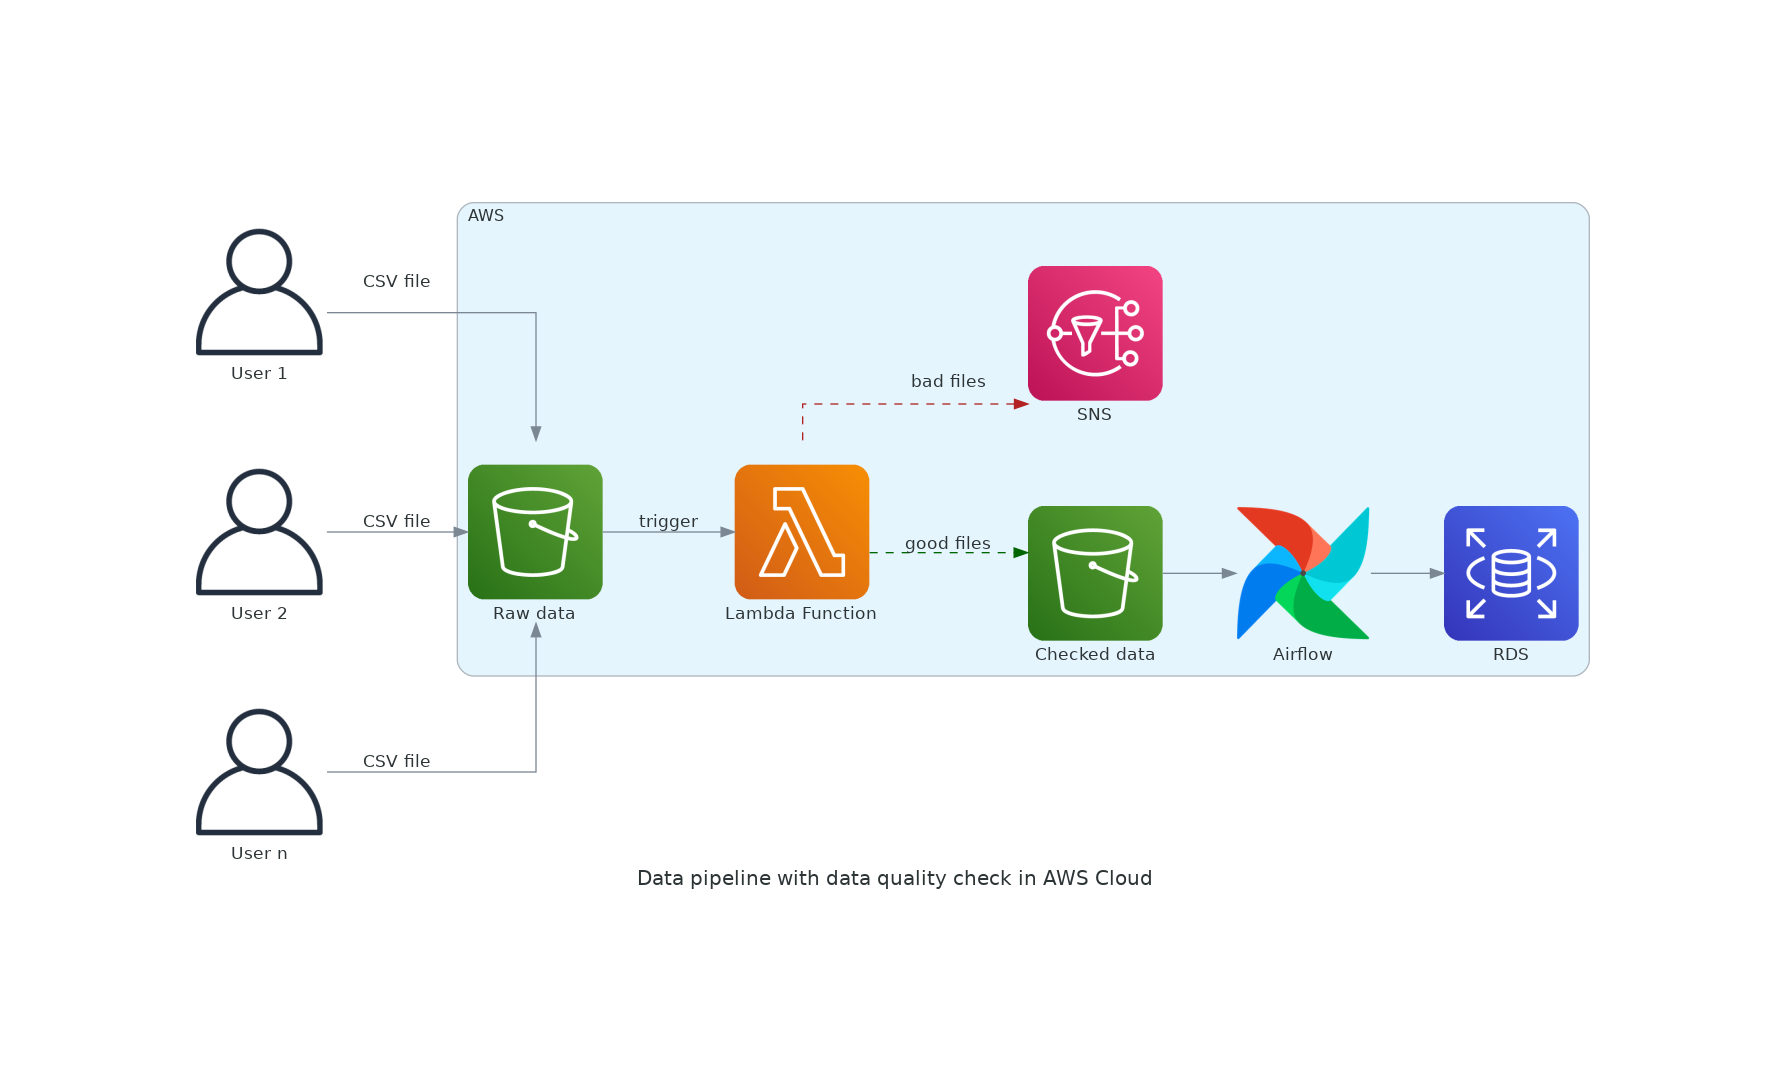 AWS
CSV file
User 1
bad files
SNS
CSV file
User 2
trigger
good files
Raw data
Lambda Function
Checked data
Airflow
RDS
CSV file
User n
Data pipeline with data quality check in AWS Cloud